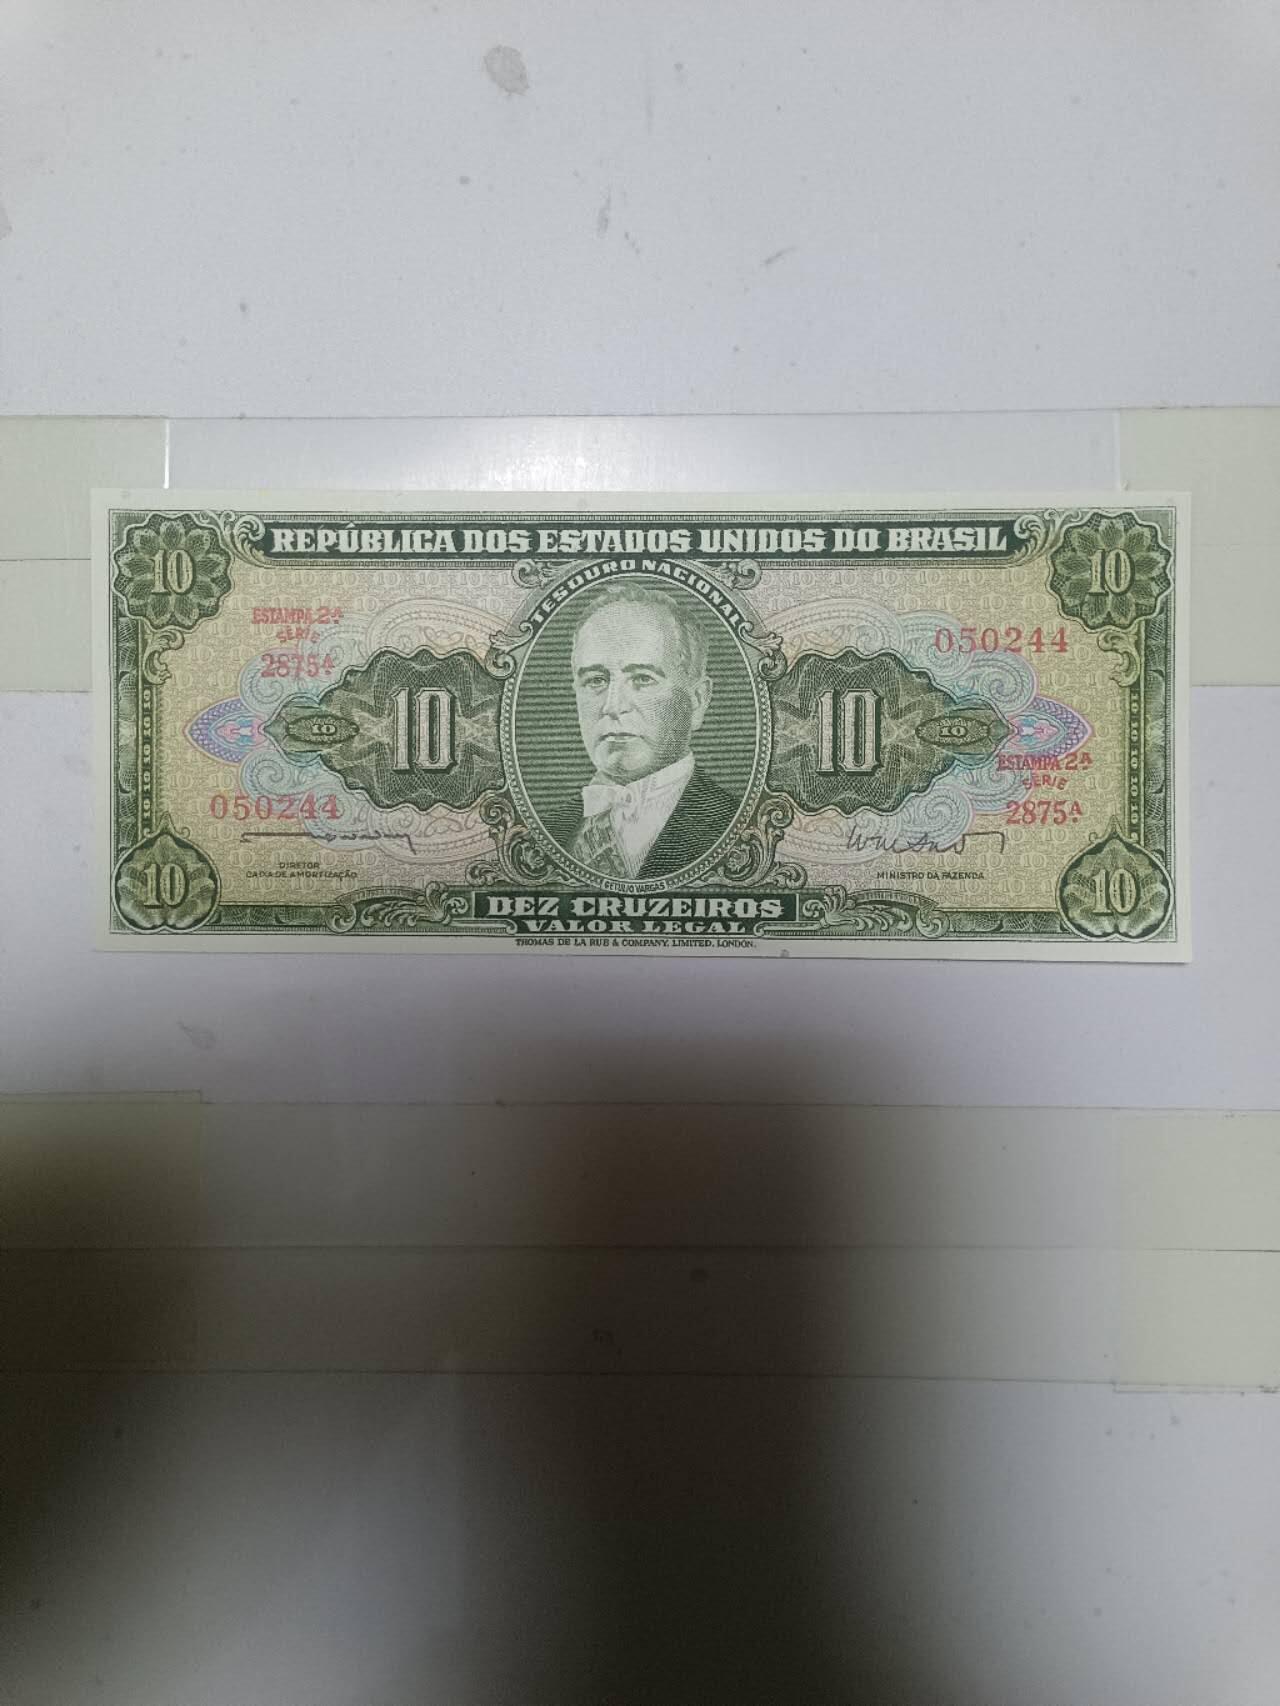 REPÚBLICA DOS ESTADOS UNIDOS DO BRASIL
10
10
TESOURO NACIONAL
ESTAMPA 2ª
SÉRIE
2875ª
050244
10
10
10
10
ESTAMPA 2ª
SÉRIE
2875ª
050244
DIRETOR
CAIXA DE AMORTIZAÇÃO
MINISTRO DA FAZENDA
GETULIO VARGAS
10
10
DEZ CRUZEIROS
VALOR LEGAL
THOMAS DE LA RUE & COMPANY, LIMITED, LONDON.